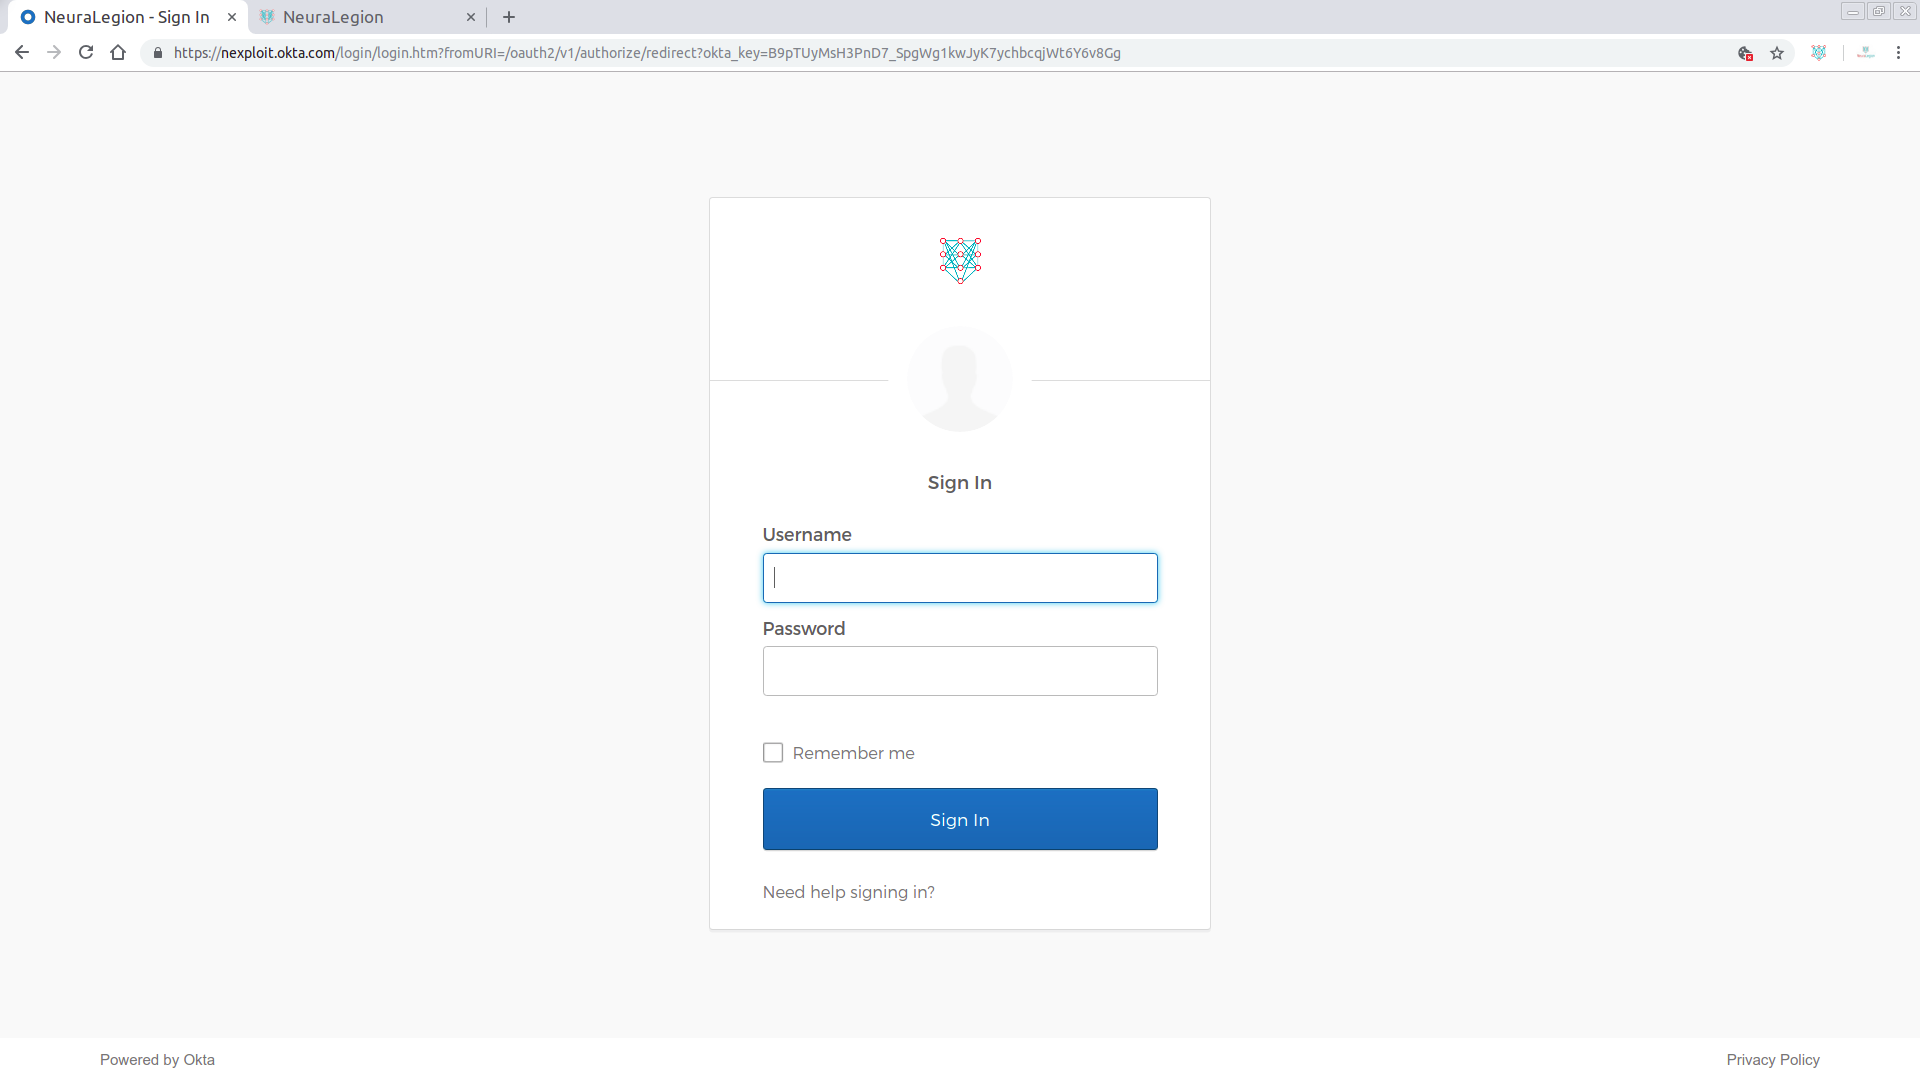 NeuraLegion - Sign In
NeuraLegion
https://nexploit.okta.com/login/login.htm?fromURI=/oauth2/v1/authorize/redirect?okta_key=B9pTUyMsH3PnD7_SpgWg1kwJyK7ychbcqjWt6Y6v8Gg
Sign In
Username
Password
Remember me
Sign In
Need help signing in?
Powered by Okta
Privacy Policy